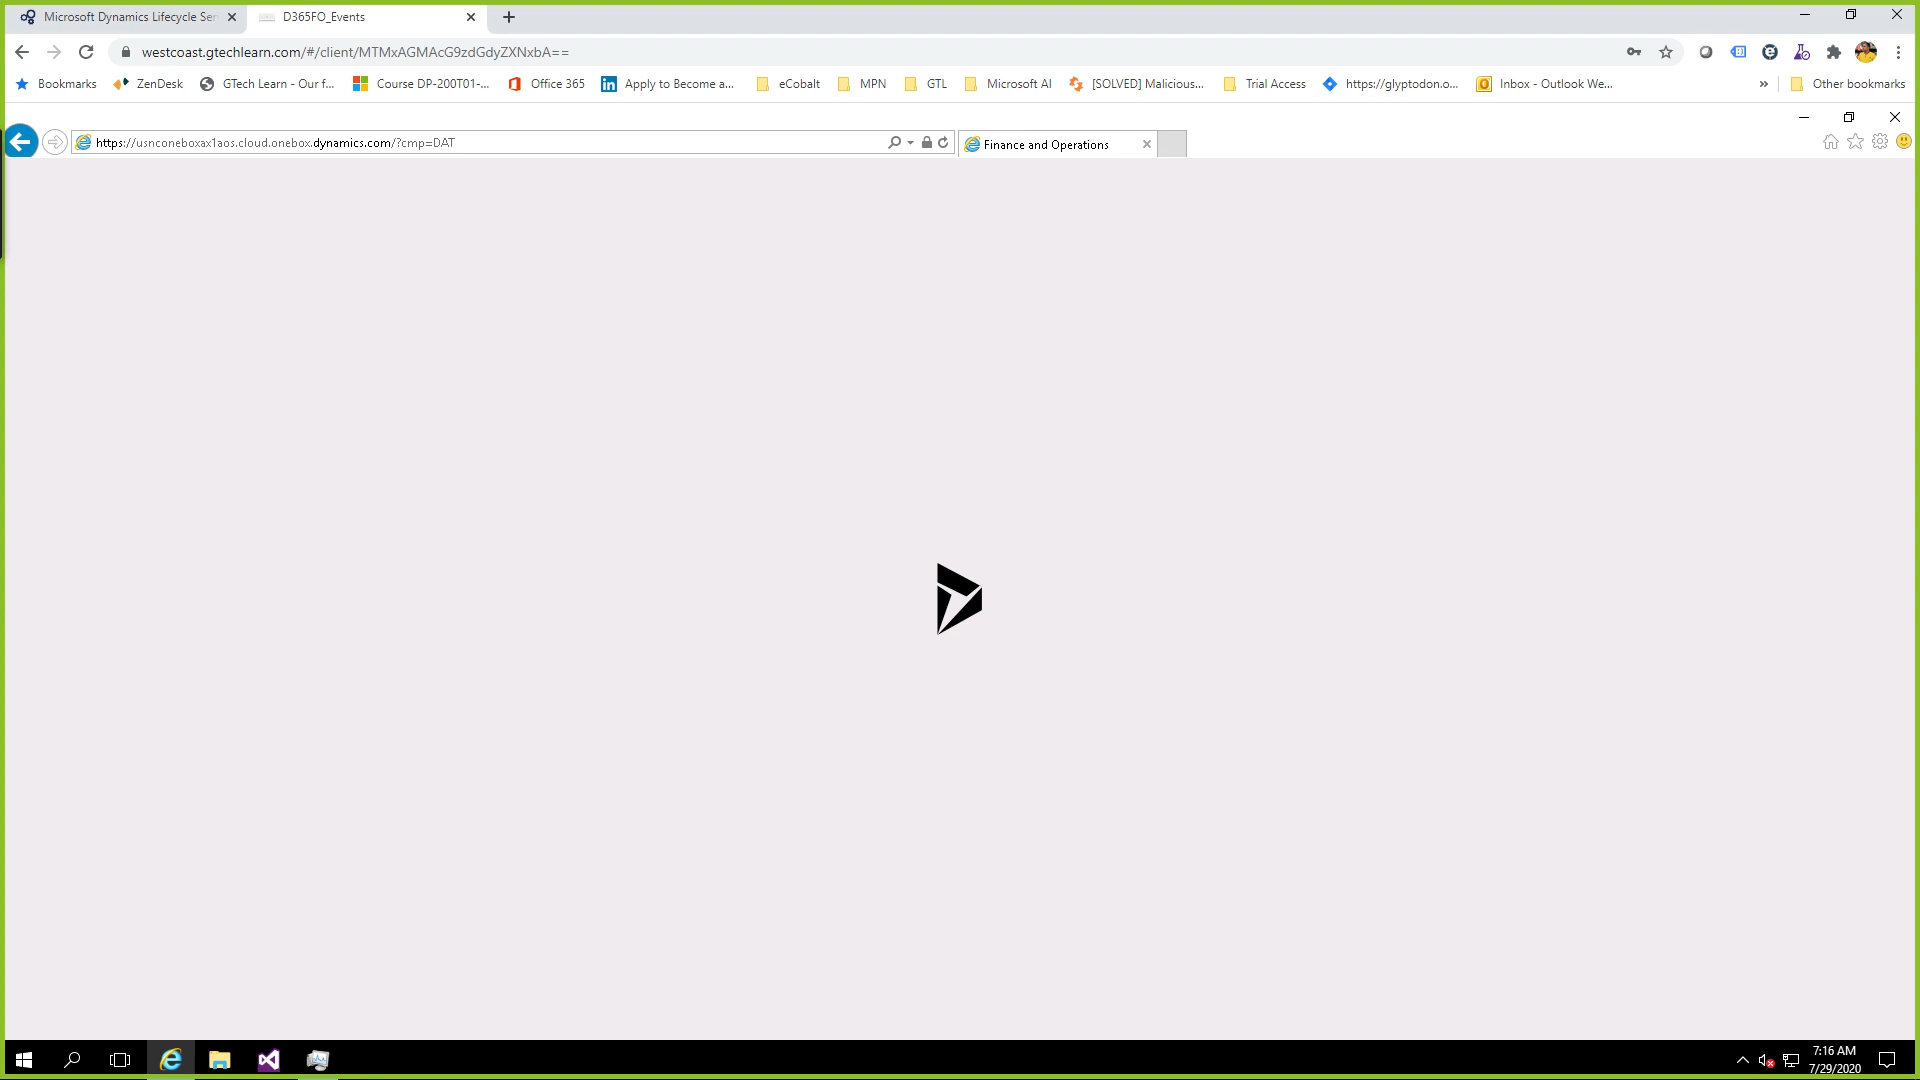 Microsoft Dynamics Lifecycle Ser
D365FO_Events
westcoast.gtechlearn.com/#/client/MTMxAGMAcG9zdGdyZXNxbA==
Bookmarks
ZenDesk
GTech Learn - Our f...
Course DP-200T01-...
Office 365
Apply to Become a...
eCobalt
MPN
GTL
Microsoft AI
[SOLVED] Malicious...
Trial Access
https://glyptodon.o...
Inbox - Outlook We...
»
Other bookmarks
https://usnconeboxax1aos.cloud.onebox.dynamics.com/?cmp=DAT
Finance and Operations
7:16 AM
7/29/2020